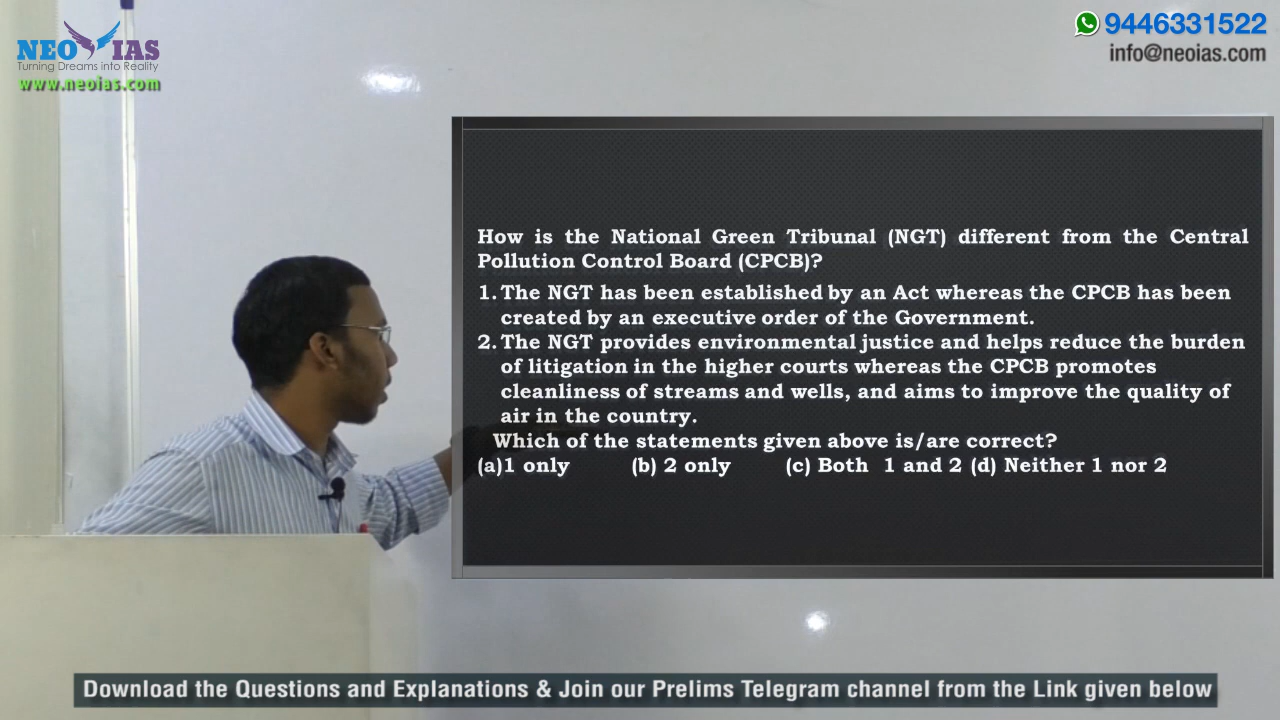 NEO IAS
Turning Dreams into Reality
www.neoias.com
9446331522
info@neoias.com
How is the National Green Tribunal (NGT) different from the Central
Pollution Control Board (CPCB)?
1. The NGT has been established by an Act whereas the CPCB has been
created by an executive order of the Government.
2. The NGT provides environmental justice and helps reduce the burden
of litigation in the higher courts whereas the CPCB promotes
cleanliness of streams and wells, and aims to improve the quality of
air in the country.
Which of the statements given above is/are correct?
(a)1 only (b) 2 only (c) Both 1 and 2 (d) Neither 1 nor 2
Download the Questions and Explanations & Join our Prelims Telegram channel from the Link given below